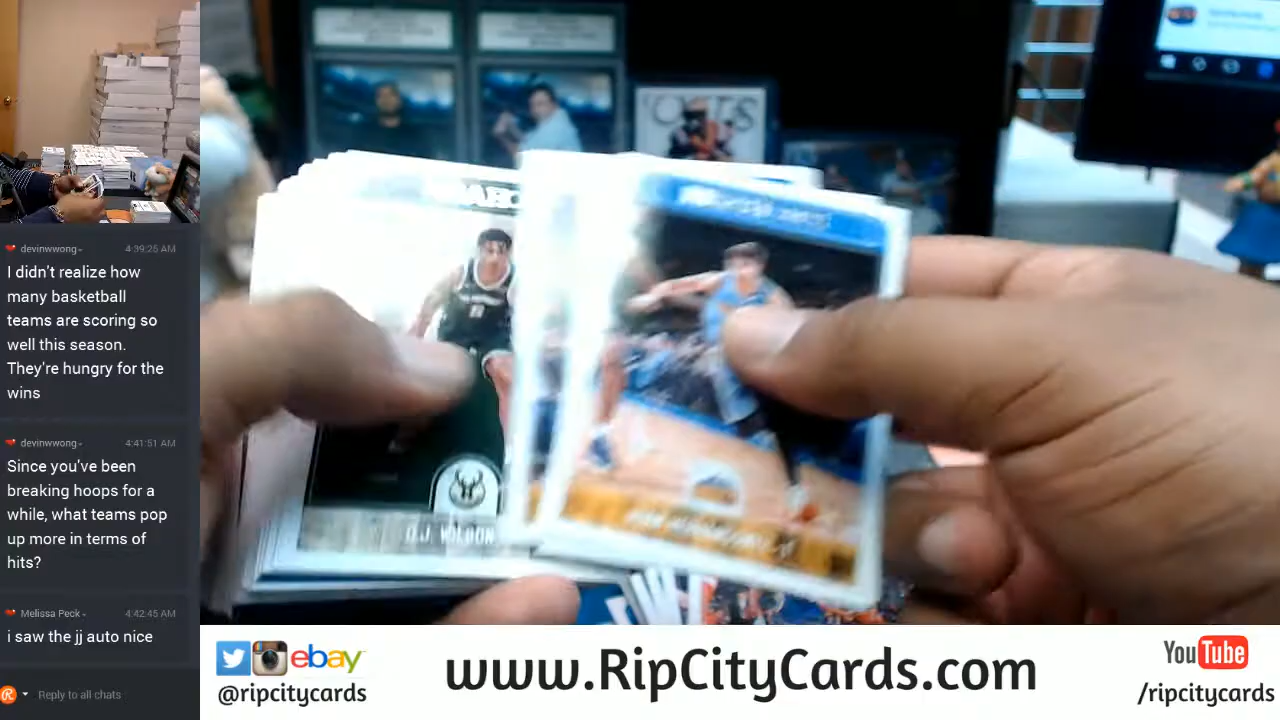 devinwwong
4:39:25 AM
I didn't realize how
many basketball
teams are scoring so
well this season.
They're hungry for the
wins
devinwwong
4:41:51 AM
Since you've been
breaking hoops for a
while, what teams pop
up more in terms of
hits?
Melissa Peck
4:42:45 AM
i saw the jj auto nice
Reply to all chats
D.J. WILSON
ebay
@ripcitycards
www.RipCityCards.com
YouTube
/ripcitycards